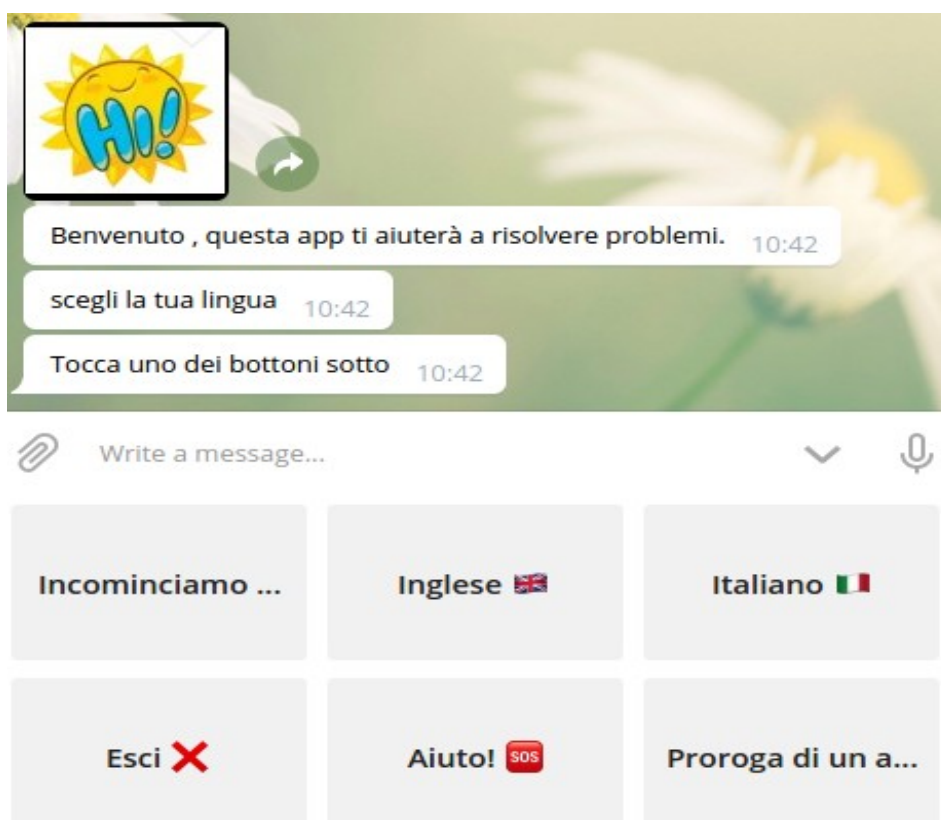 Hi!
Benvenuto , questa app ti aiuterà a risolvere problemi. 10:42
scegli la tua lingua 10:42
Tocca uno dei bottoni sotto 10:42
Write a message...
Incominciamo ...
Inglese 🇬🇧
Italiano 🇮🇹
Esci ❌
Aiuto! 🆘
Proroga di un a...